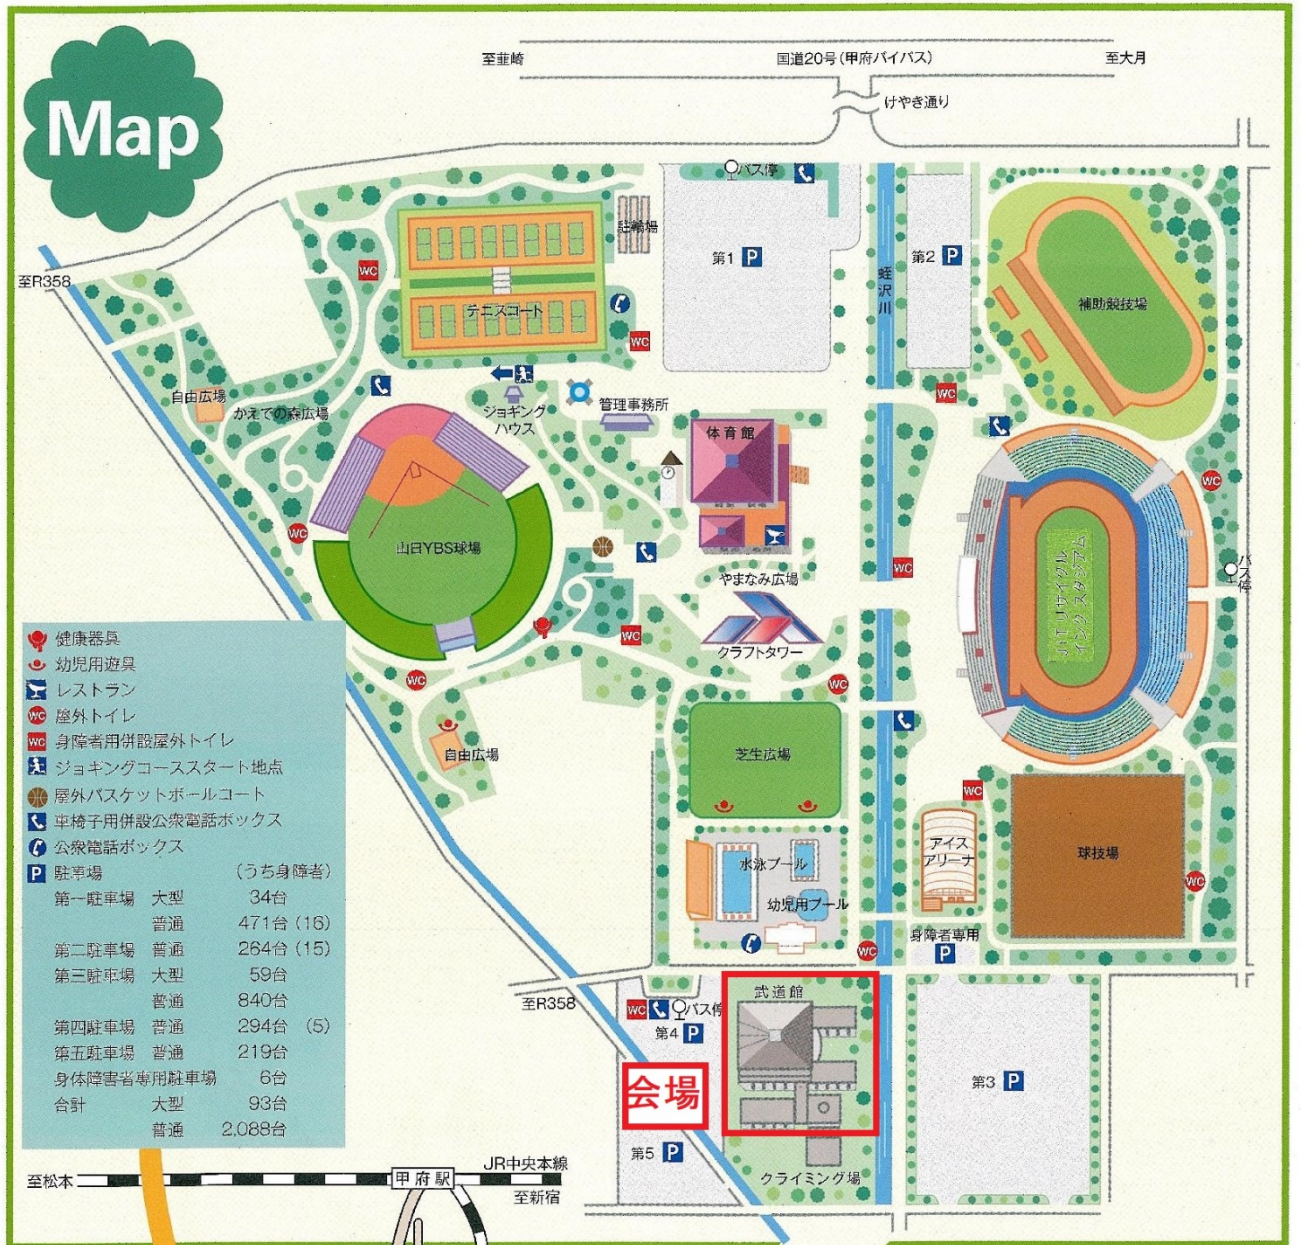 Map
至韮崎
国道20号(甲府バイパス)
至大月
けやき通り
バス停
駐輪場
第1 P
第2 P
蛭沢川
補助競技場
至R358
WC
テニスコート
WC
WC
自由広場
かえでの森広場
ジョギング
ハウス
管理事務所
体育館
WC
山日YBS球場
WC
WC
やまなみ広場
クラフトタワー
JITリサイクル
インク スタジアム
バス停
WC
WC
WC
自由広場
芝生広場
WC
水泳プール
幼児用プール
アイス
アリーナ
球技場
WC
WC
身障者専用
P
至R358
WC
バス停
第4 P
武道館
会場
第3 P
第5 P
クライミング場
健康器具
幼児用遊具
レストラン
WC 屋外トイレ
WC 身障者用併設屋外トイレ
ジョギングコーススタート地点
屋外バスケットボールコート
車椅子用併設公衆電話ボックス
公衆電話ボックス
P 駐車場 (うち身障者)
第一駐車場 大型 34台
普通 471台 (16)
第二駐車場 普通 264台 (15)
第三駐車場 大型 59台
普通 840台
第四駐車場 普通 294台 (5)
第五駐車場 普通 219台
身体障害者専用駐車場 6台
合計 大型 93台
普通 2,088台
至松本
甲府駅
JR中央本線
至新宿